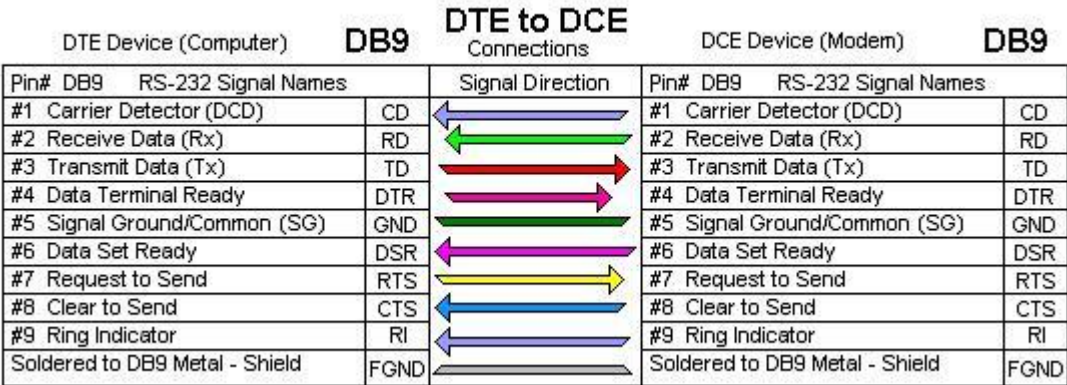 DTE to DCE
DTE Device (Computer) DB9 Connections DCE Device (Modem) DB9
Pin# DB9 RS-232 Signal Names Signal Direction Pin# DB9 RS-232 Signal Names
#1 Carrier Detector (DCD) CD #1 Carrier Detector (DCD) CD
#2 Receive Data (Rx) RD #2 Receive Data (Rx) RD
#3 Transmit Data (Tx) TD #3 Transmit Data (Tx) TD
#4 Data Terminal Ready DTR #4 Data Terminal Ready DTR
#5 Signal Ground/Common (SG) GND #5 Signal Ground/Common (SG) GND
#6 Data Set Ready DSR #6 Data Set Ready DSR
#7 Request to Send RTS #7 Request to Send RTS
#8 Clear to Send CTS #8 Clear to Send CTS
#9 Ring Indicator RI #9 Ring Indicator RI
Soldered to DB9 Metal - Shield FGND Soldered to DB9 Metal - Shield FGND